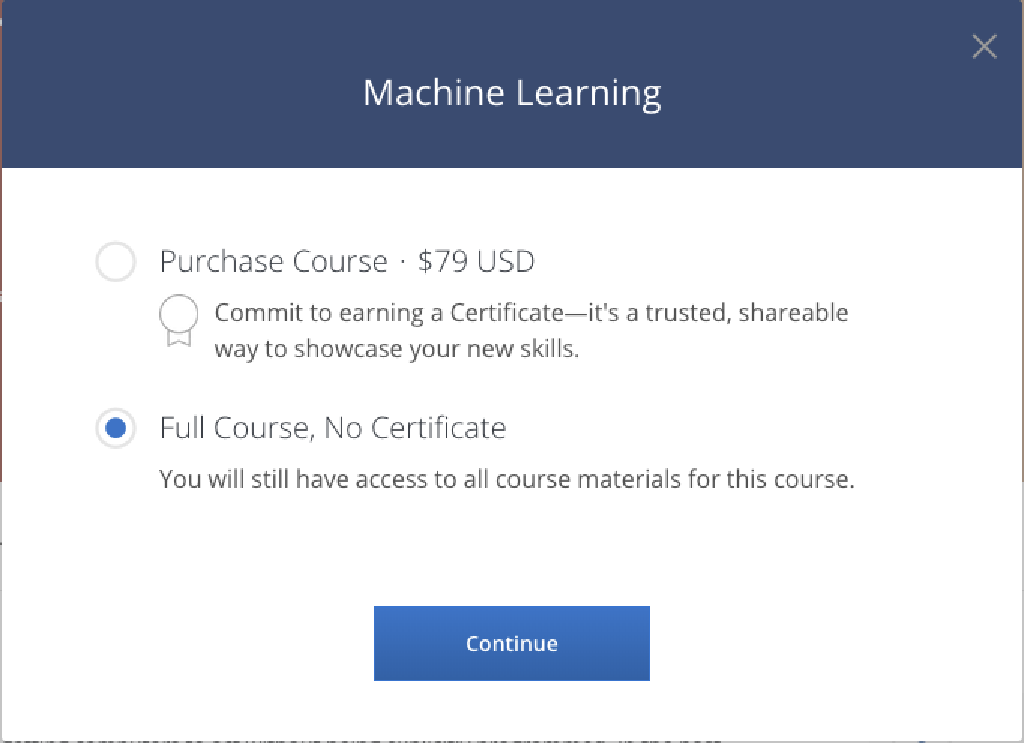 Machine Learning
Purchase Course · $79 USD
Commit to earning a Certificate—it's a trusted, shareable
way to showcase your new skills.
Full Course, No Certificate
You will still have access to all course materials for this course.
Continue